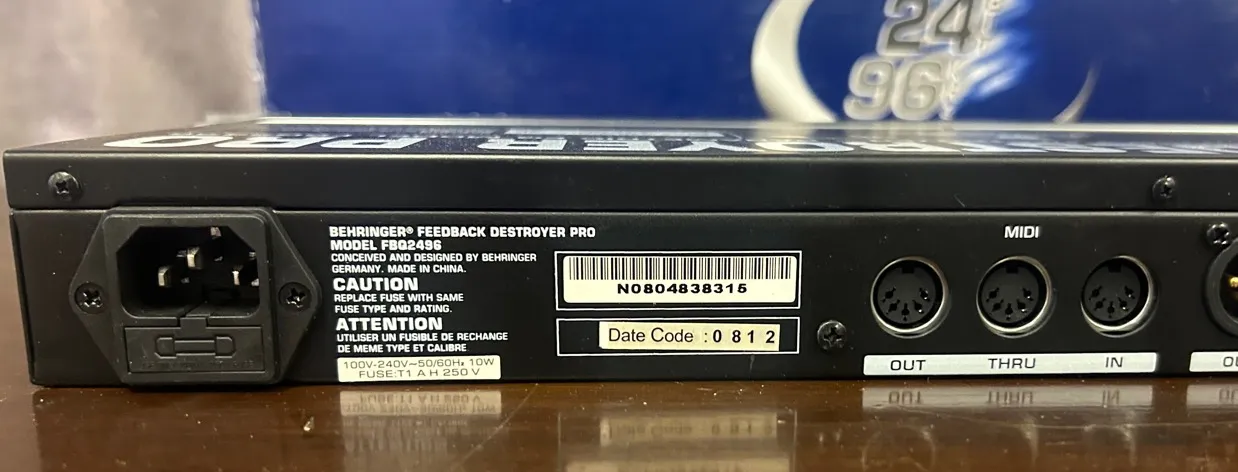 24
96
DESTROYER PRO
BEHRINGER® FEEDBACK DESTROYER PRO
MODEL FBQ2496
CONCEIVED AND DESIGNED BY BEHRINGER
GERMANY. MADE IN CHINA.
CAUTION
REPLACE FUSE WITH SAME
FUSE TYPE AND RATING.
ATTENTION
UTILISER UN FUSIBLE DE RECHANGE
DE MEME TYPE ET CALIBRE
100V-240V~50/60Hz 10W
FUSE:T1 A H 250 V
N0804838315
Date Code : 0 8 1 2
MIDI
OUT THRU IN